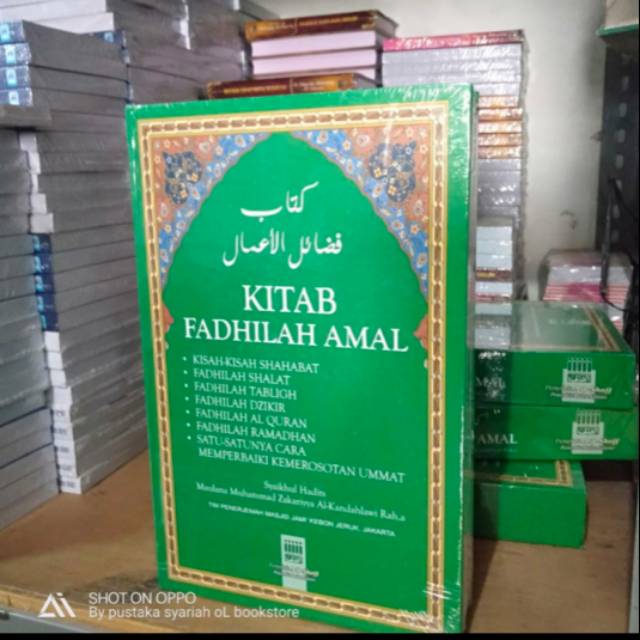 كتاب
فضائل الأعمال
KITAB
FADHILAH AMAL
• KISAH-KISAH SHAHABAT
• FADHILAH SHALAT
• FADHILAH TABLIGH
• FADHILAH DZIKIR
• FADHILAH AL QURAN
• FADHILAH RAMADHAN
• SATU-SATUNYA CARA
MEMPERBAIKI KEMEROSOTAN UMMAT
Syaikhul Hadits
Maulana Muhammad Zakariyya Al-Kandahlawi Rah.a
TIM PENERJEMAH MASJID JAMI' KEBON JERUK, JAKARTA
AMAL
AMAL
SHOT ON OPPO
By pustaka syariah oL bookstore